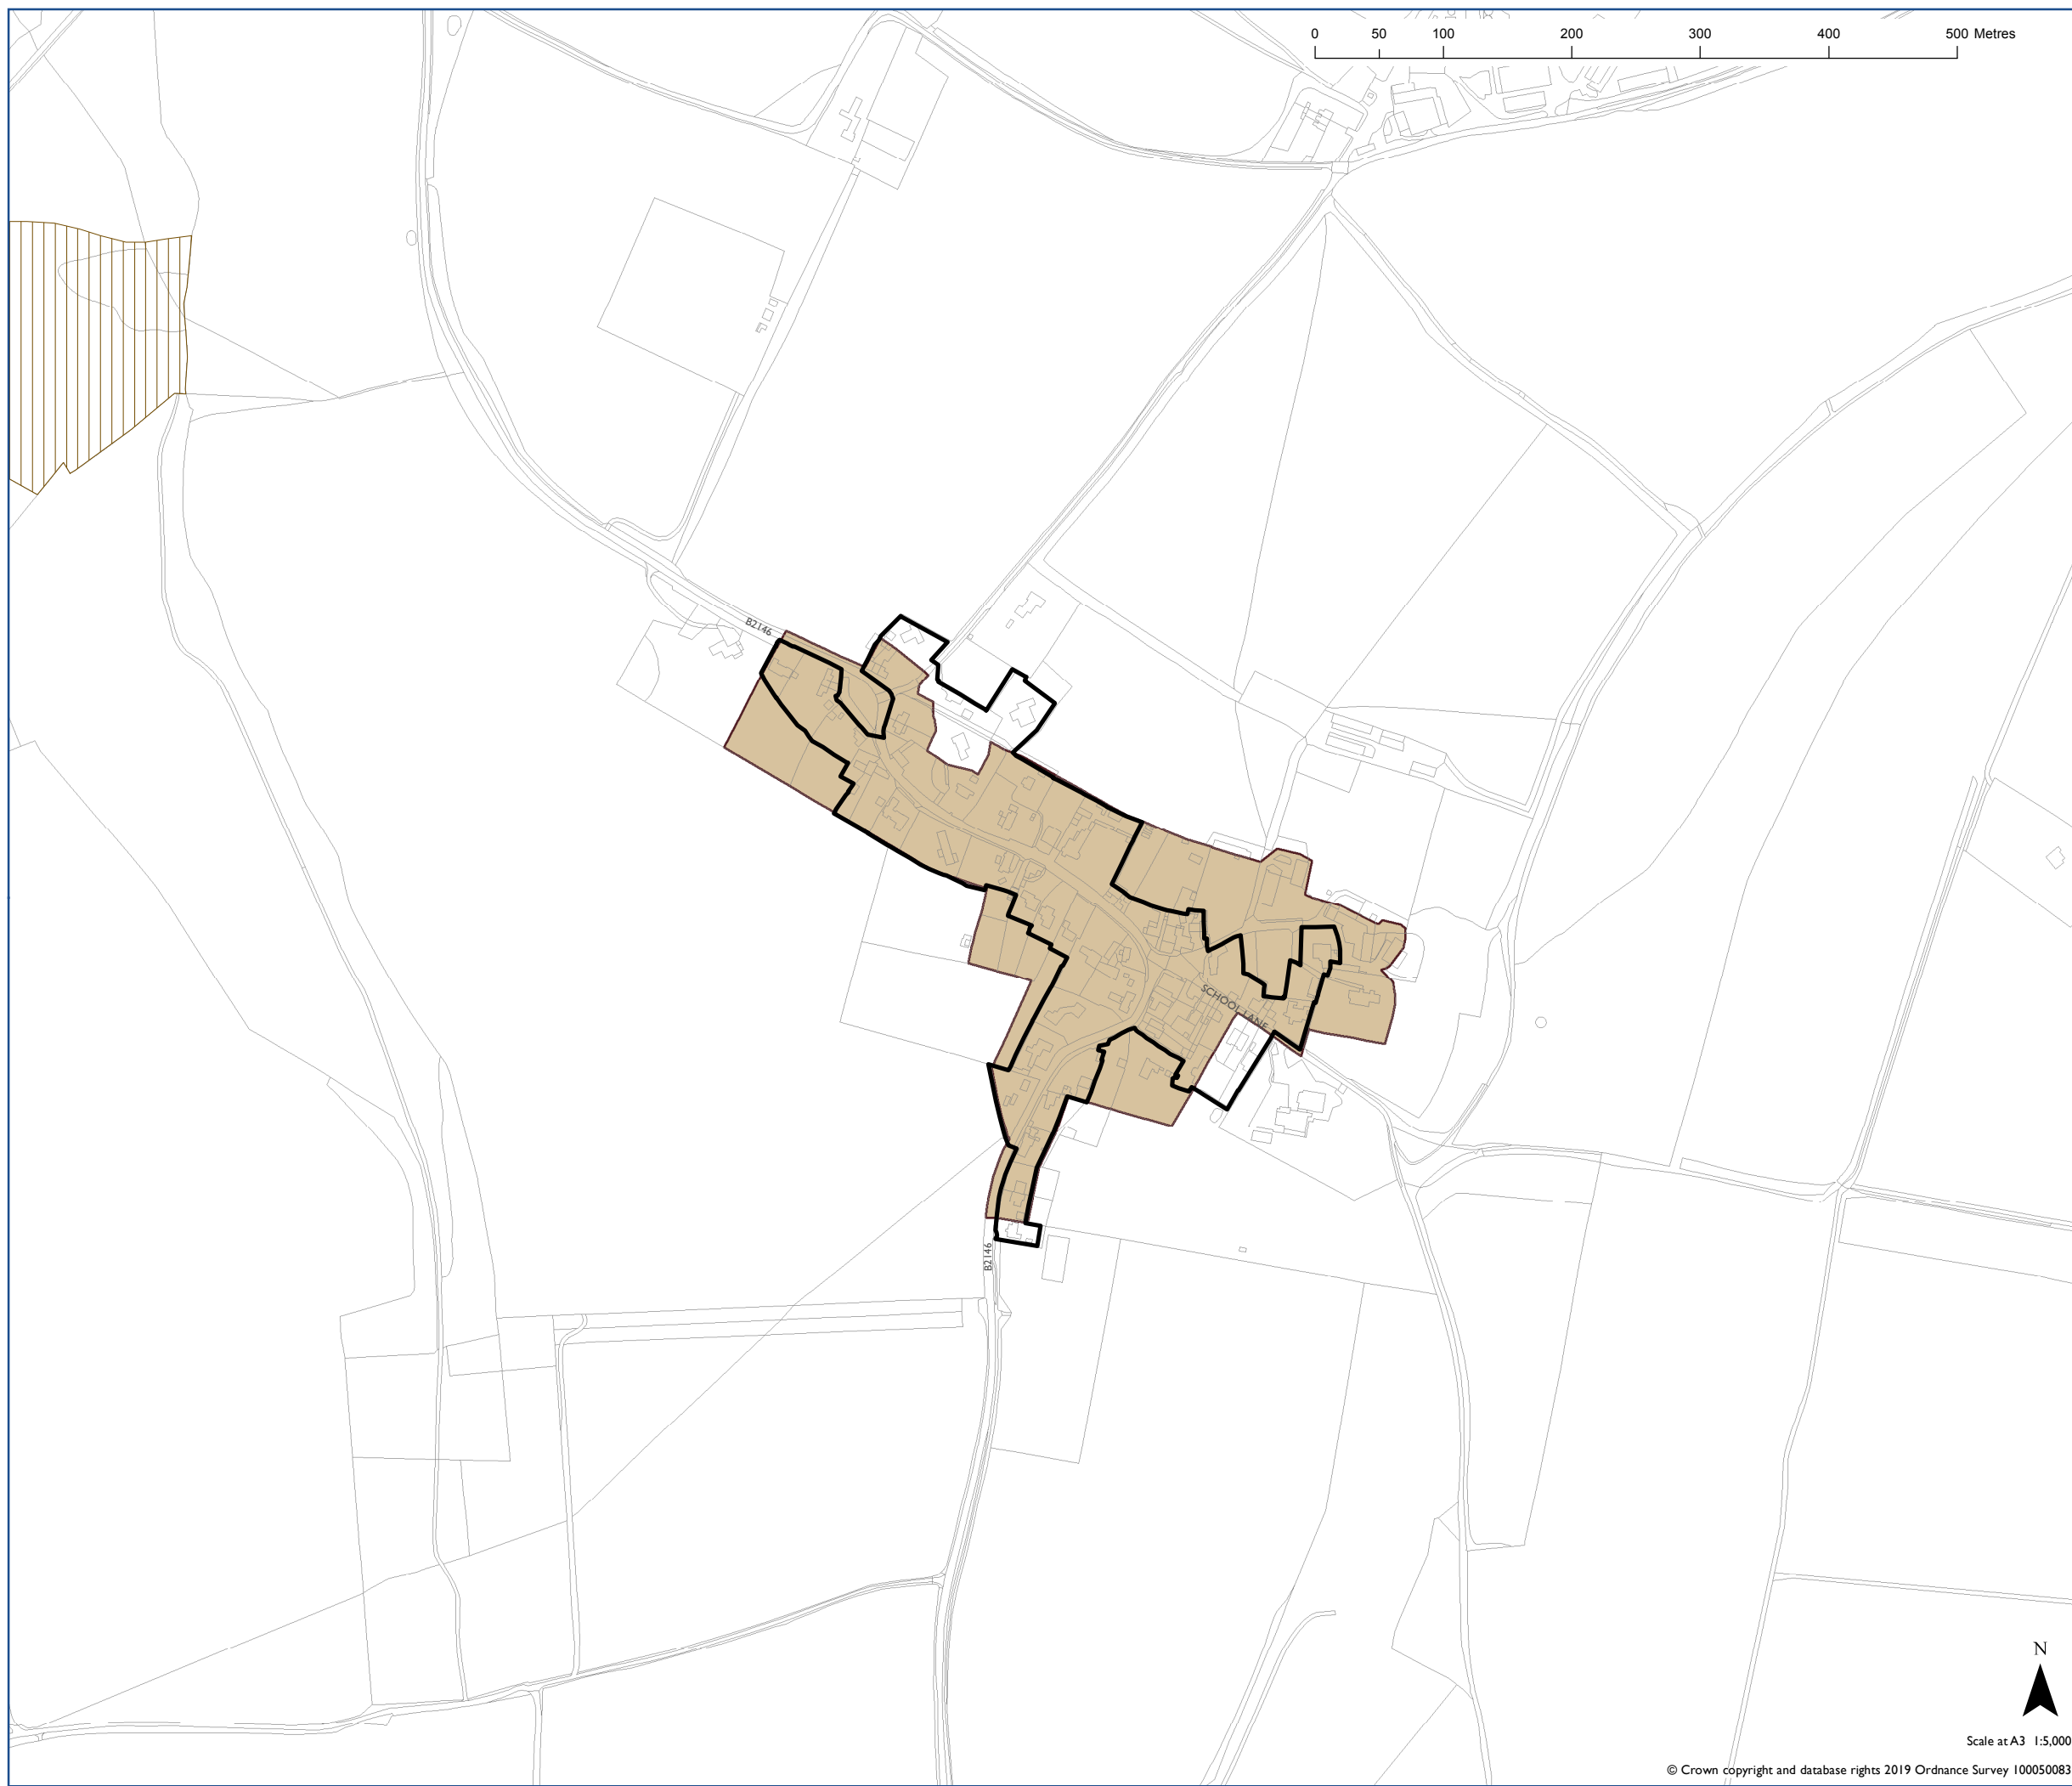 0 50 100 200 300 400 500 Metres
B2146
SCHOOL LANE
B2146
N
Scale at A3 1:5,000
© Crown copyright and database rights 2019 Ordnance Survey 100050083